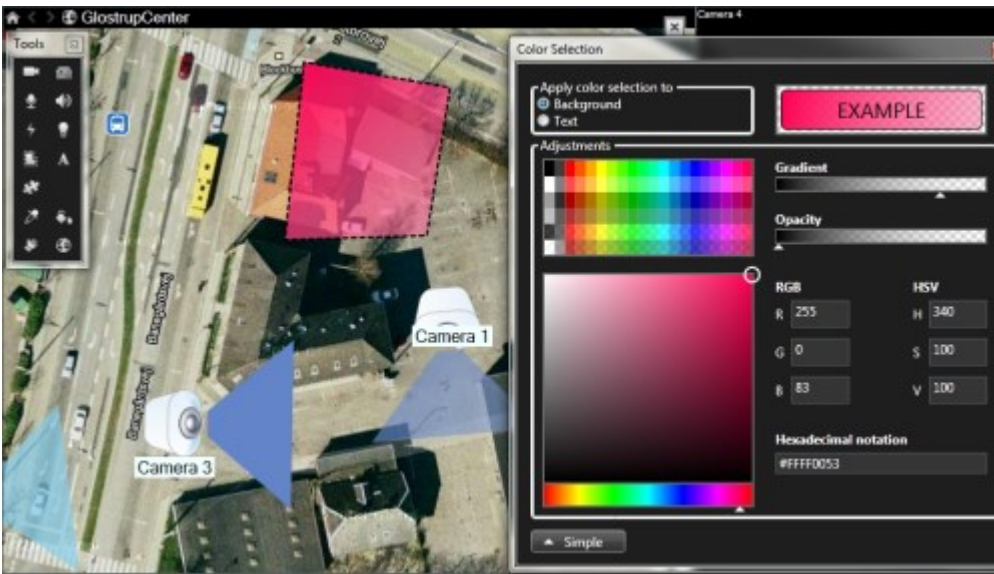 GlostrupCenter
Camera 4
Tools
Color Selection
Apply color selection to
Background
Text
EXAMPLE
Adjustments
Gradient
Opacity
RGB
HSV
R 255
H 340
G 0
S 100
B 83
V 100
Hexadecimal notation
#FFFF0053
Simple
A
Camera 1
Camera 3